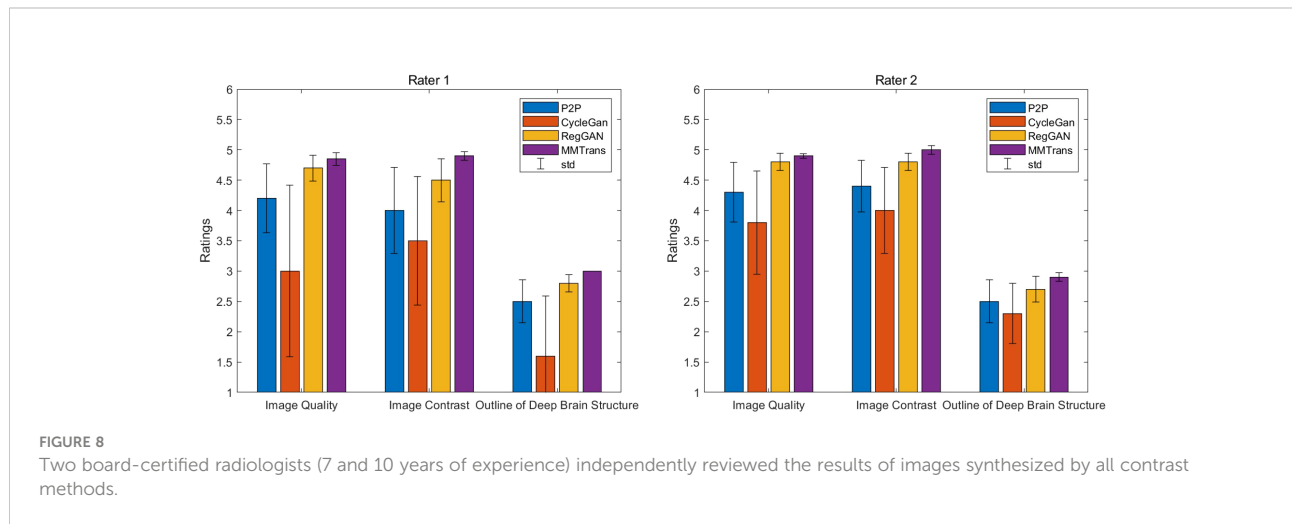 Rater 1
6
5.5
5
4.5
4
3.5
3
2.5
2
1.5
1
Ratings
P2P
CycleGan
RegGAN
MMTrans
std
Image Quality
Image Contrast
Outline of Deep Brain Structure
Rater 2
6
5.5
5
4.5
4
3.5
3
2.5
2
1.5
1
Ratings
P2P
CycleGan
RegGAN
MMTrans
std
Image Quality
Image Contrast
Outline of Deep Brain Structure
FIGURE 8
Two board-certified radiologists (7 and 10 years of experience) independently reviewed the results of images synthesized by all contrast
methods.